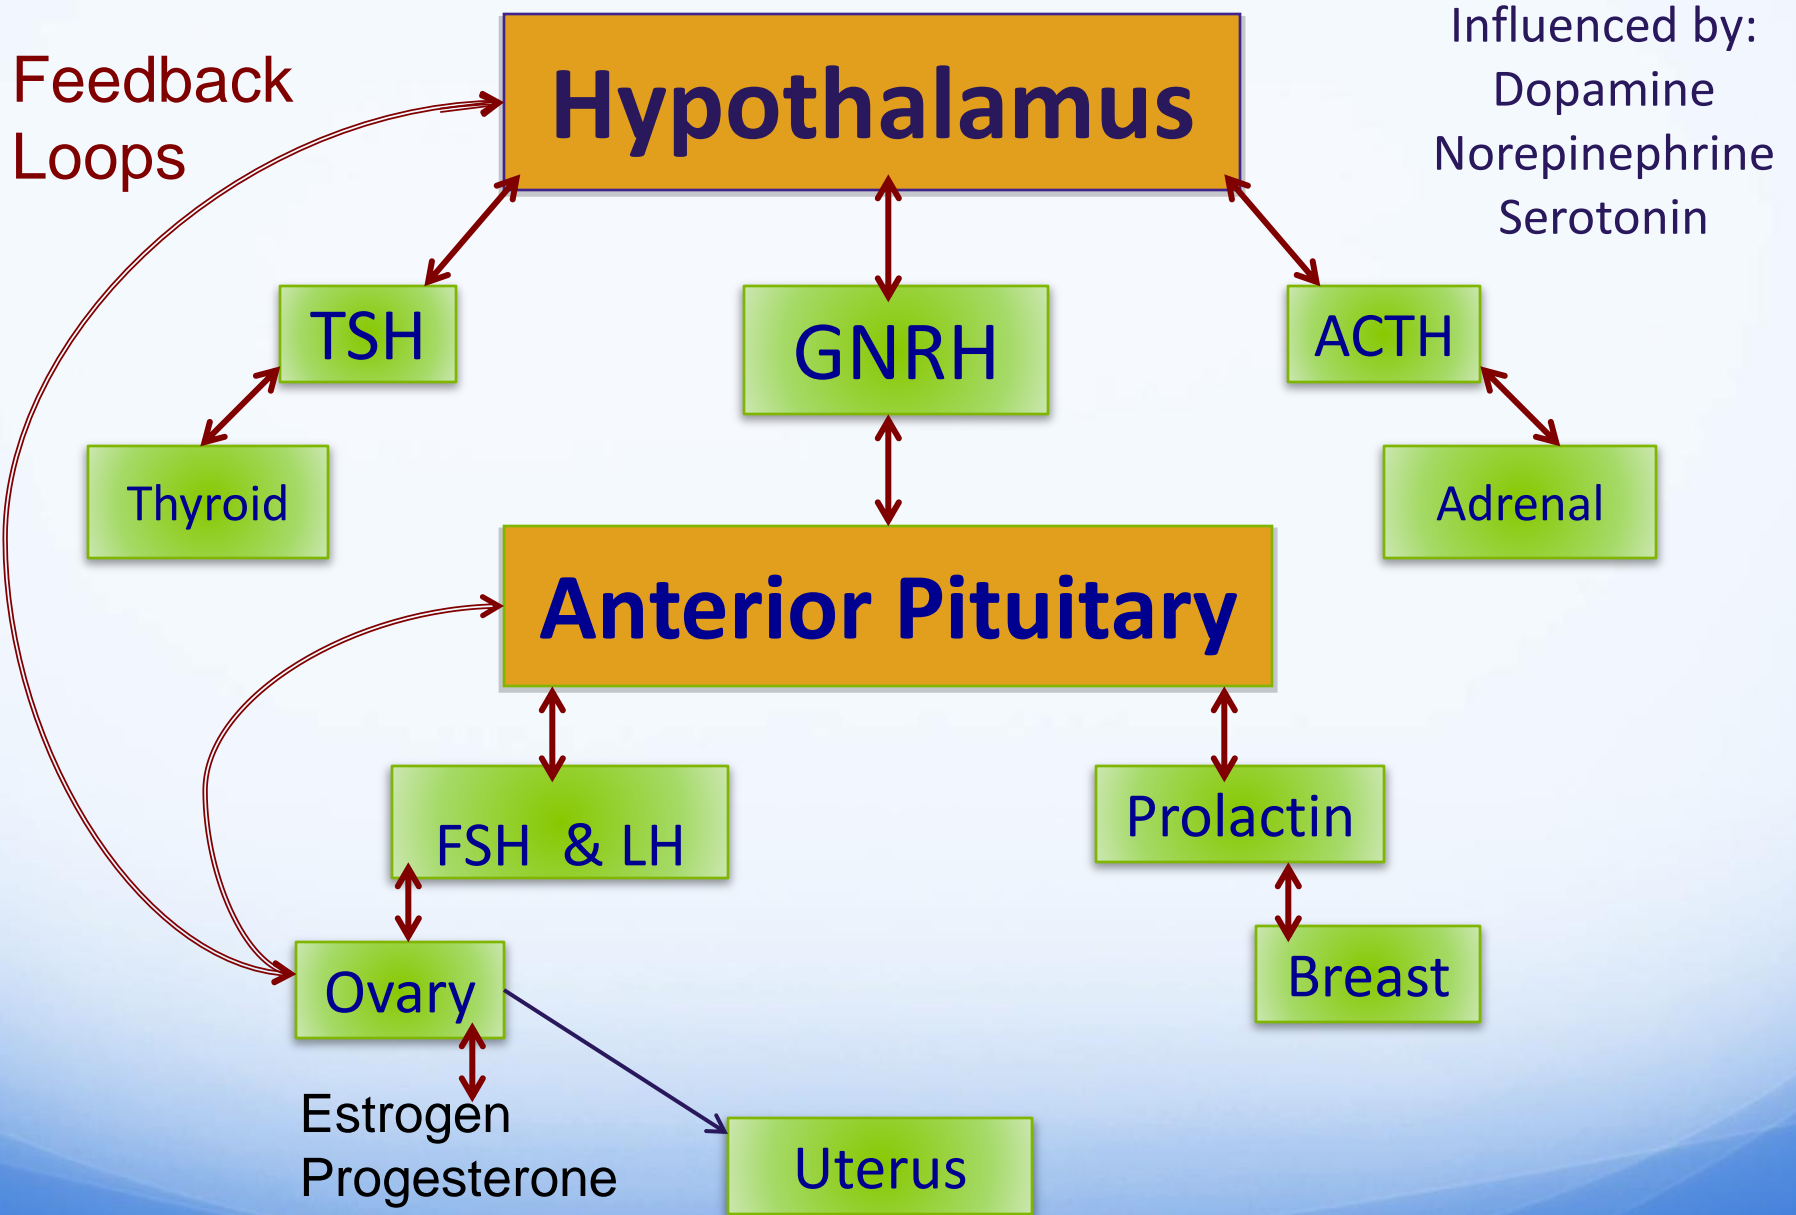 Feedback
Loops
Hypothalamus
Influenced by:
Dopamine
Norepinephrine
Serotonin
TSH
GNRH
ACTH
Thyroid
Adrenal
Anterior Pituitary
FSH & LH
Prolactin
Ovary
Breast
Estrogen
Progesterone
Uterus